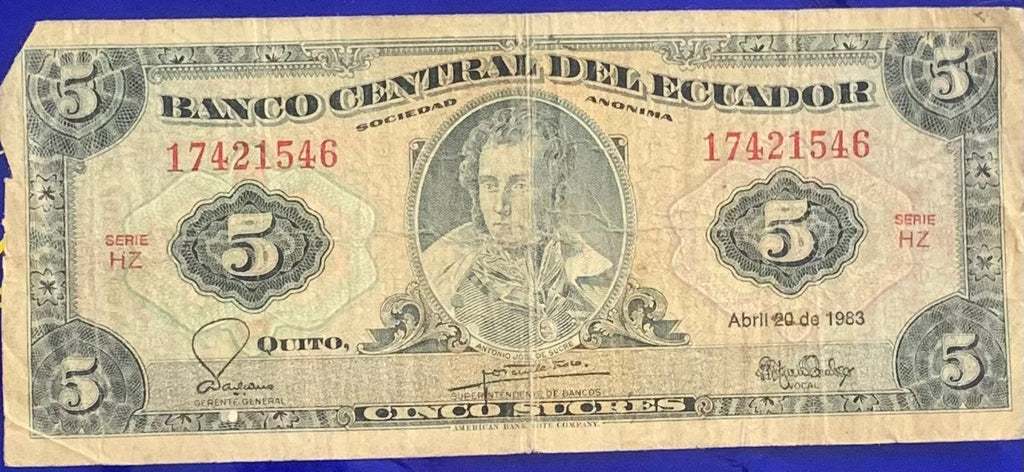 5 5
BANCO CENTRAL DEL ECUADOR
SOCIEDAD ANONIMA
17421546 17421546
5 5
SERIE HZ SERIE HZ
Abril 20 de 1983
QUITO,
ANTONIO JOSE DE SUCRE
GERENTE GENERAL SUPERINTENDENTE DE BANCOS VOCAL
5 5
CINCO SUCRES
AMERICAN BANK NOTE COMPANY.